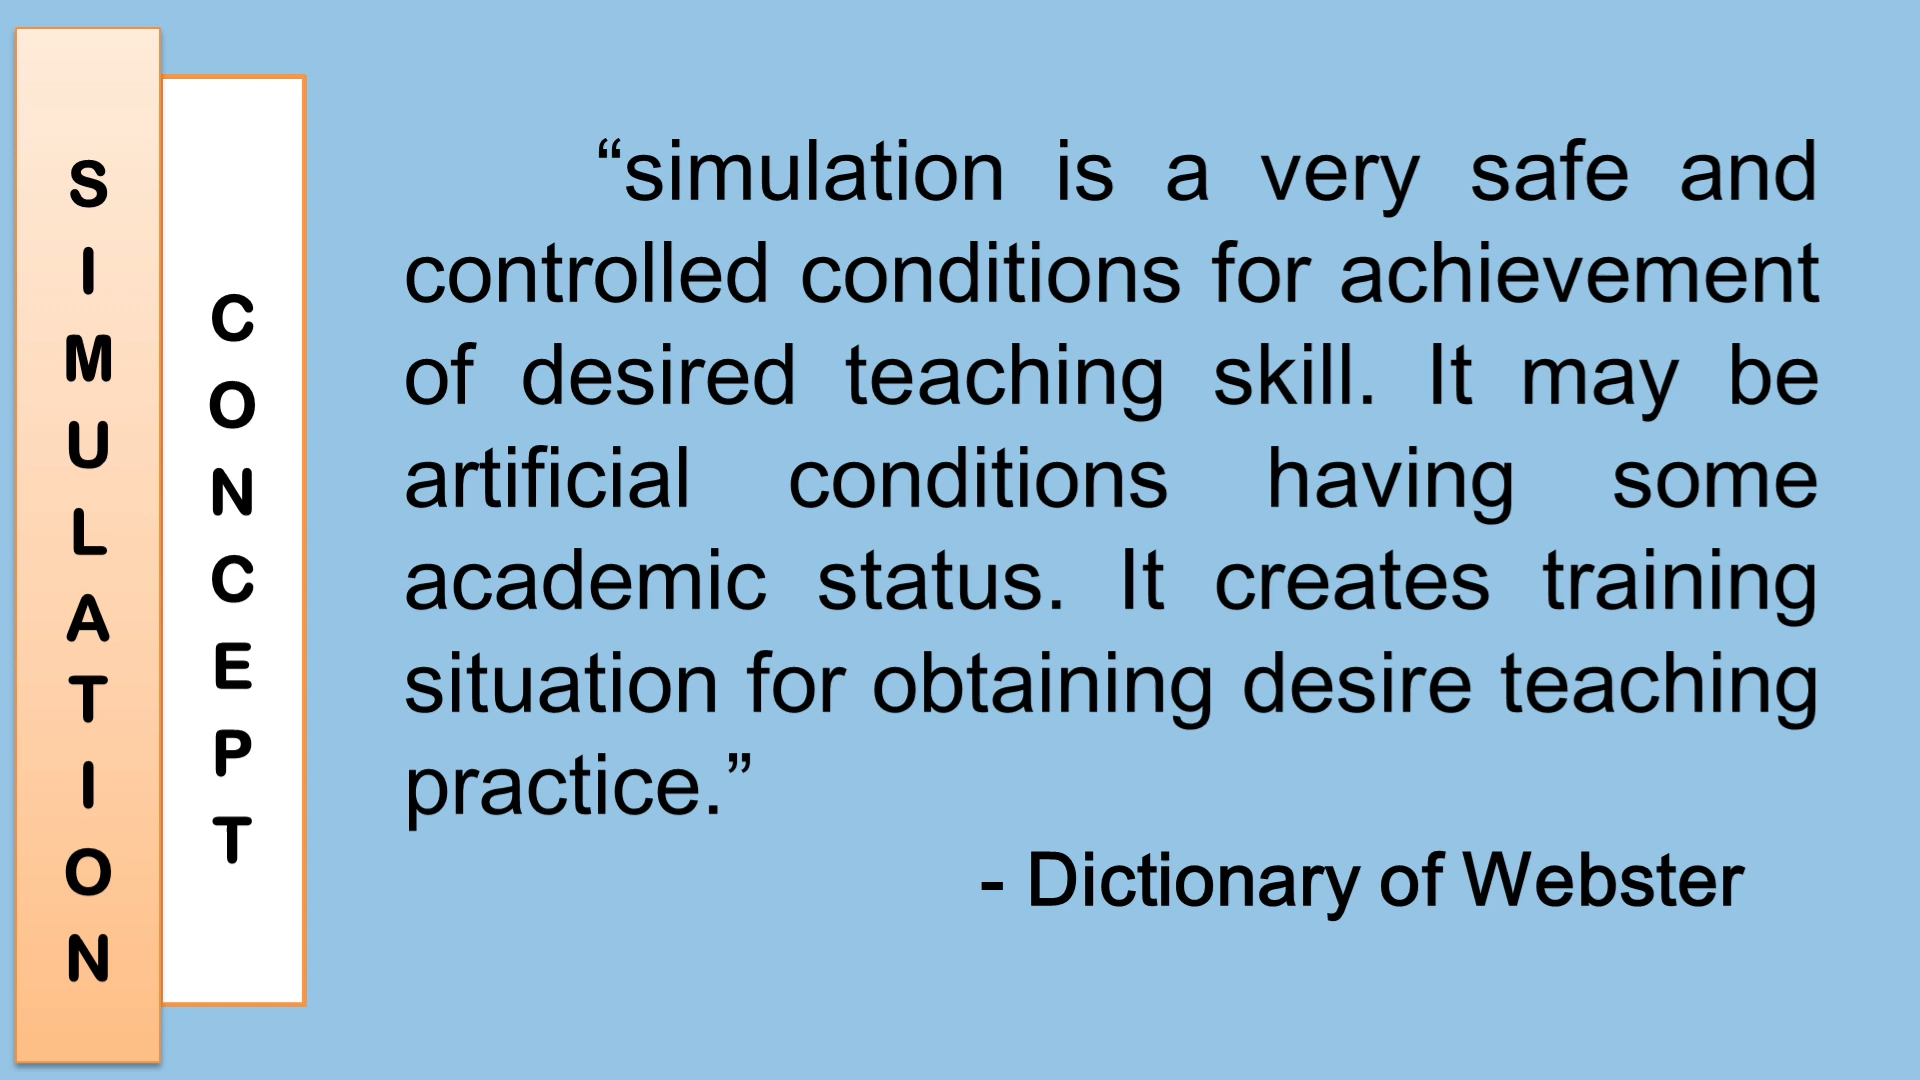 SIMULATION
CONCEPT
“simulation is a very safe and
controlled conditions for achievement
of desired teaching skill. It may be
artificial conditions having some
academic status. It creates training
situation for obtaining desire teaching
practice.”
- Dictionary of Webster